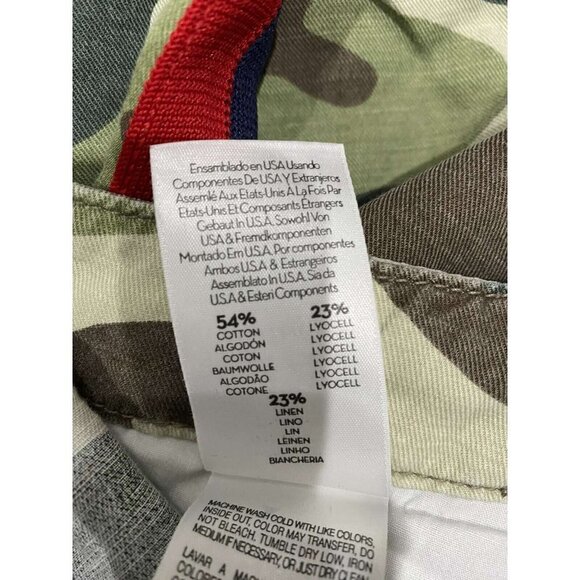 Ensamblado en USA Usando
Componentes De USA Y Extranjeros
Assemlé Aux Etats-Unis À La Fois Par
Etats-Unis Et Composants Étrangers
Gebaut In U.S.A. Sowohl Von
USA & Fremdkomponenten
Montado Em U.S.A. Por componentes
Ambos U.S.A & Estrangeiros
Assemblato In U.S.A. Sia da
U.S.A & Esteri Components
54% 23%
COTTON LYOCELL
ALGODÓN LYOCELL
COTON LYOCELL
BAUMWOLLE LYOCELL
ALGODÃO LYOCELL
COTONE LYOCELL
23%
LINEN
LINO
LIN
LEINEN
LINHO
BIANCHERIA
MACHINE WASH COLD WITH LIKE COLORS,
INSIDE OUT, COLOR MAY TRANSFER. DO
NOT BLEACH. TUMBLE DRY LOW, IRON
MEDIUM IF NECESSARY, OR JUST DRY CLEAN
LAVAR A